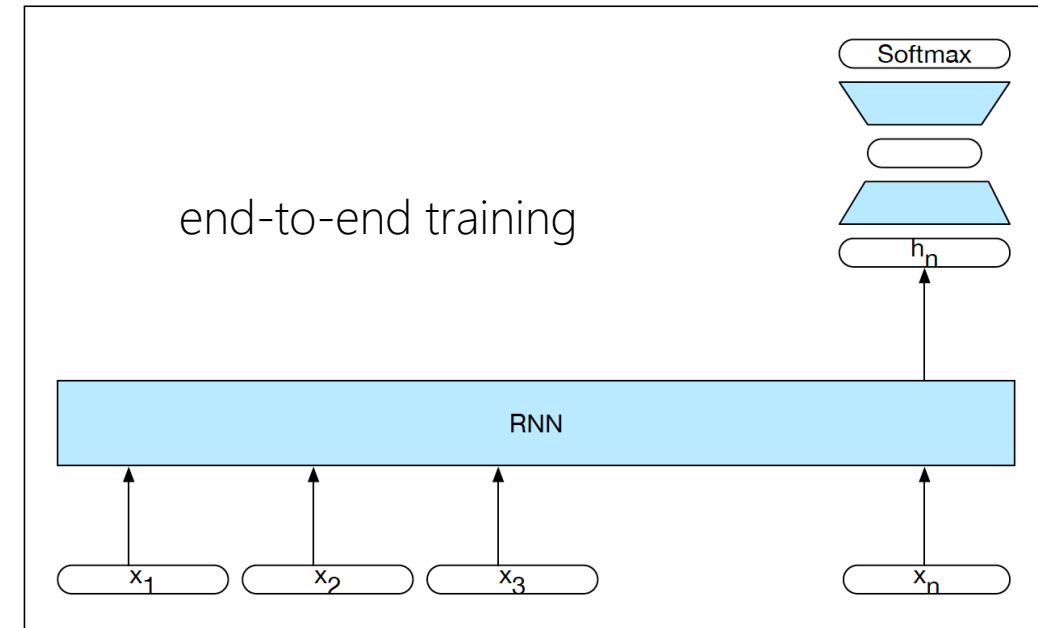 Softmax
end-to-end training
hn
RNN
x1 x2 x3 xn